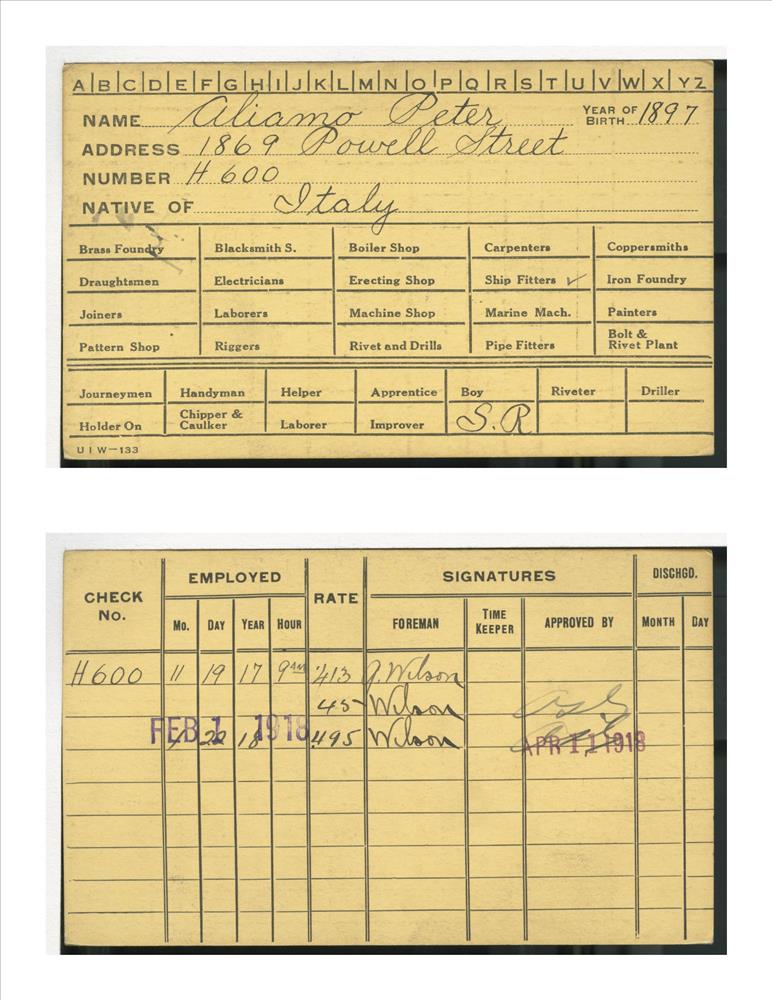 A B C D E F G H I J K L M N O P Q R S T U V W X Y Z
NAME Aliamo Peter YEAR OF BIRTH 1897
ADDRESS 1869 Powell Street
NUMBER H 600
NATIVE OF Italy
Brass Foundry Blacksmith S. Boiler Shop Carpenters Coppersmiths
Draughtsmen Electricians Erecting Shop Ship Fitters ✓ Iron Foundry
Joiners Laborers Machine Shop Marine Mach. Painters
Pattern Shop Riggers Rivet and Drills Pipe Fitters Bolt & Rivet Plant
Journeymen Handyman Helper Apprentice Boy Riveter Driller
Holder On Chipper & Caulker Laborer Improver S.R
UIW—133
CHECK No. EMPLOYED RATE SIGNATURES DISCHGD.
Mo. DAY YEAR HOUR FOREMAN TIME KEEPER APPROVED BY MONTH DAY
H600 11 19 17 9AM 413 J. Wilson
45 Wilson
FEB 1 1918
22 18 495 Wilson
APR 11 1918